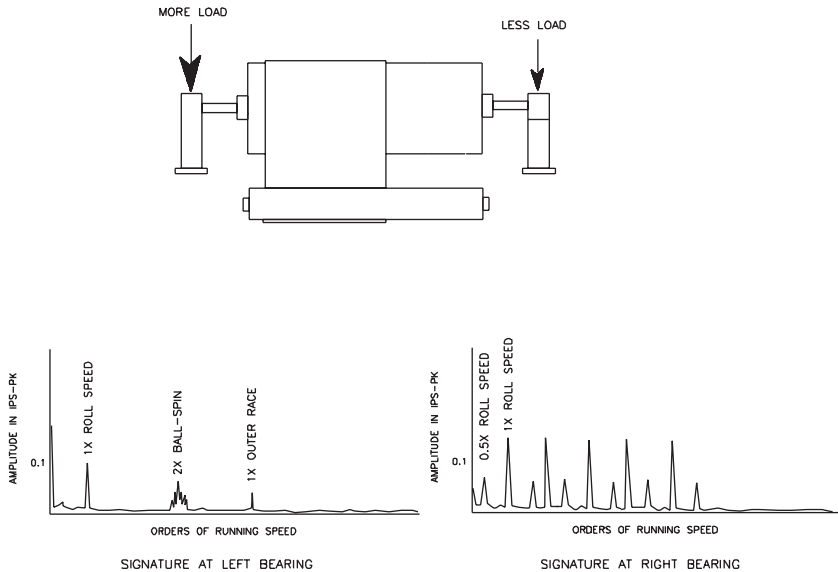 MORE LOAD
LESS LOAD
AMPLITUDE IN IPS-PK
0.1
1X ROLL SPEED
2X BALL-SPIN
1X OUTER RACE
ORDERS OF RUNNING SPEED
SIGNATURE AT LEFT BEARING
AMPLITUDE IN IPS-PK
0.1
0.5X ROLL SPEED
1X ROLL SPEED
ORDERS OF RUNNING SPEED
SIGNATURE AT RIGHT BEARING